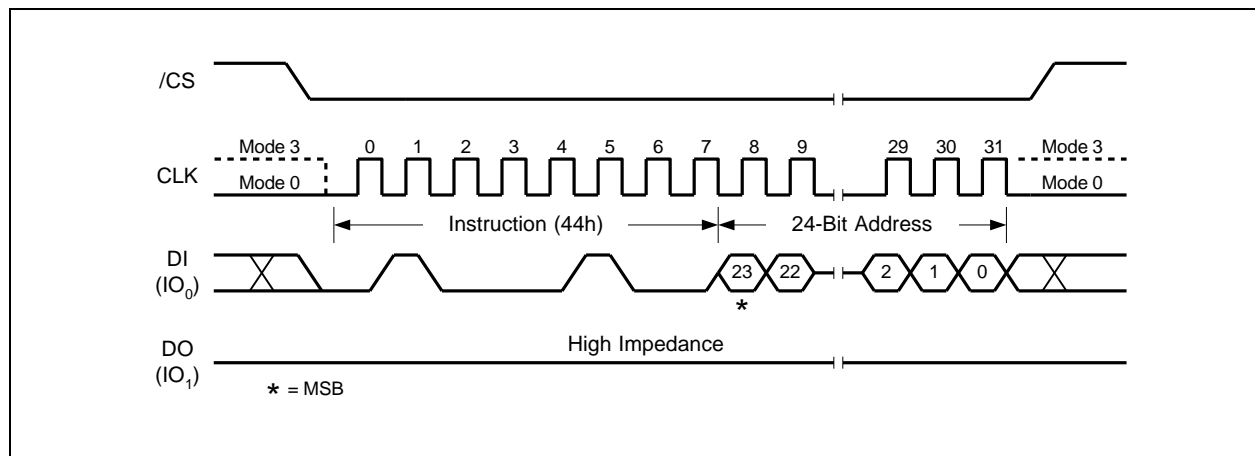 /CS
Mode 3 0 1 2 3 4 5 6 7 8 9 29 30 31 Mode 3
CLK
Mode 0 Mode 0
Instruction (44h) 24-Bit Address
DI
(IO₀)
23 22 2 1 0
*
High Impedance
DO
(IO₁)
* = MSB